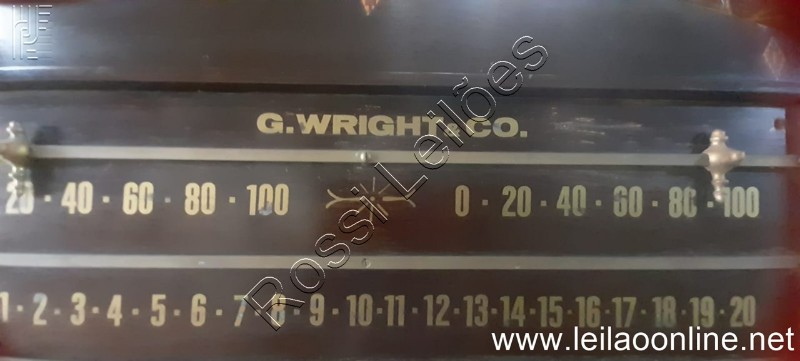 G. WRIGHT & CO.
20 · 40 · 60 · 80 · 100 0 · 20 · 40 · 60 · 80 · 100
1 · 2 · 3 · 4 · 5 · 6 · 7 · 8 · 9 · 10 · 11 · 12 · 13 · 14 · 15 · 16 · 17 · 18 · 19 · 20
Rossi Leilões
www.leilaoonline.net